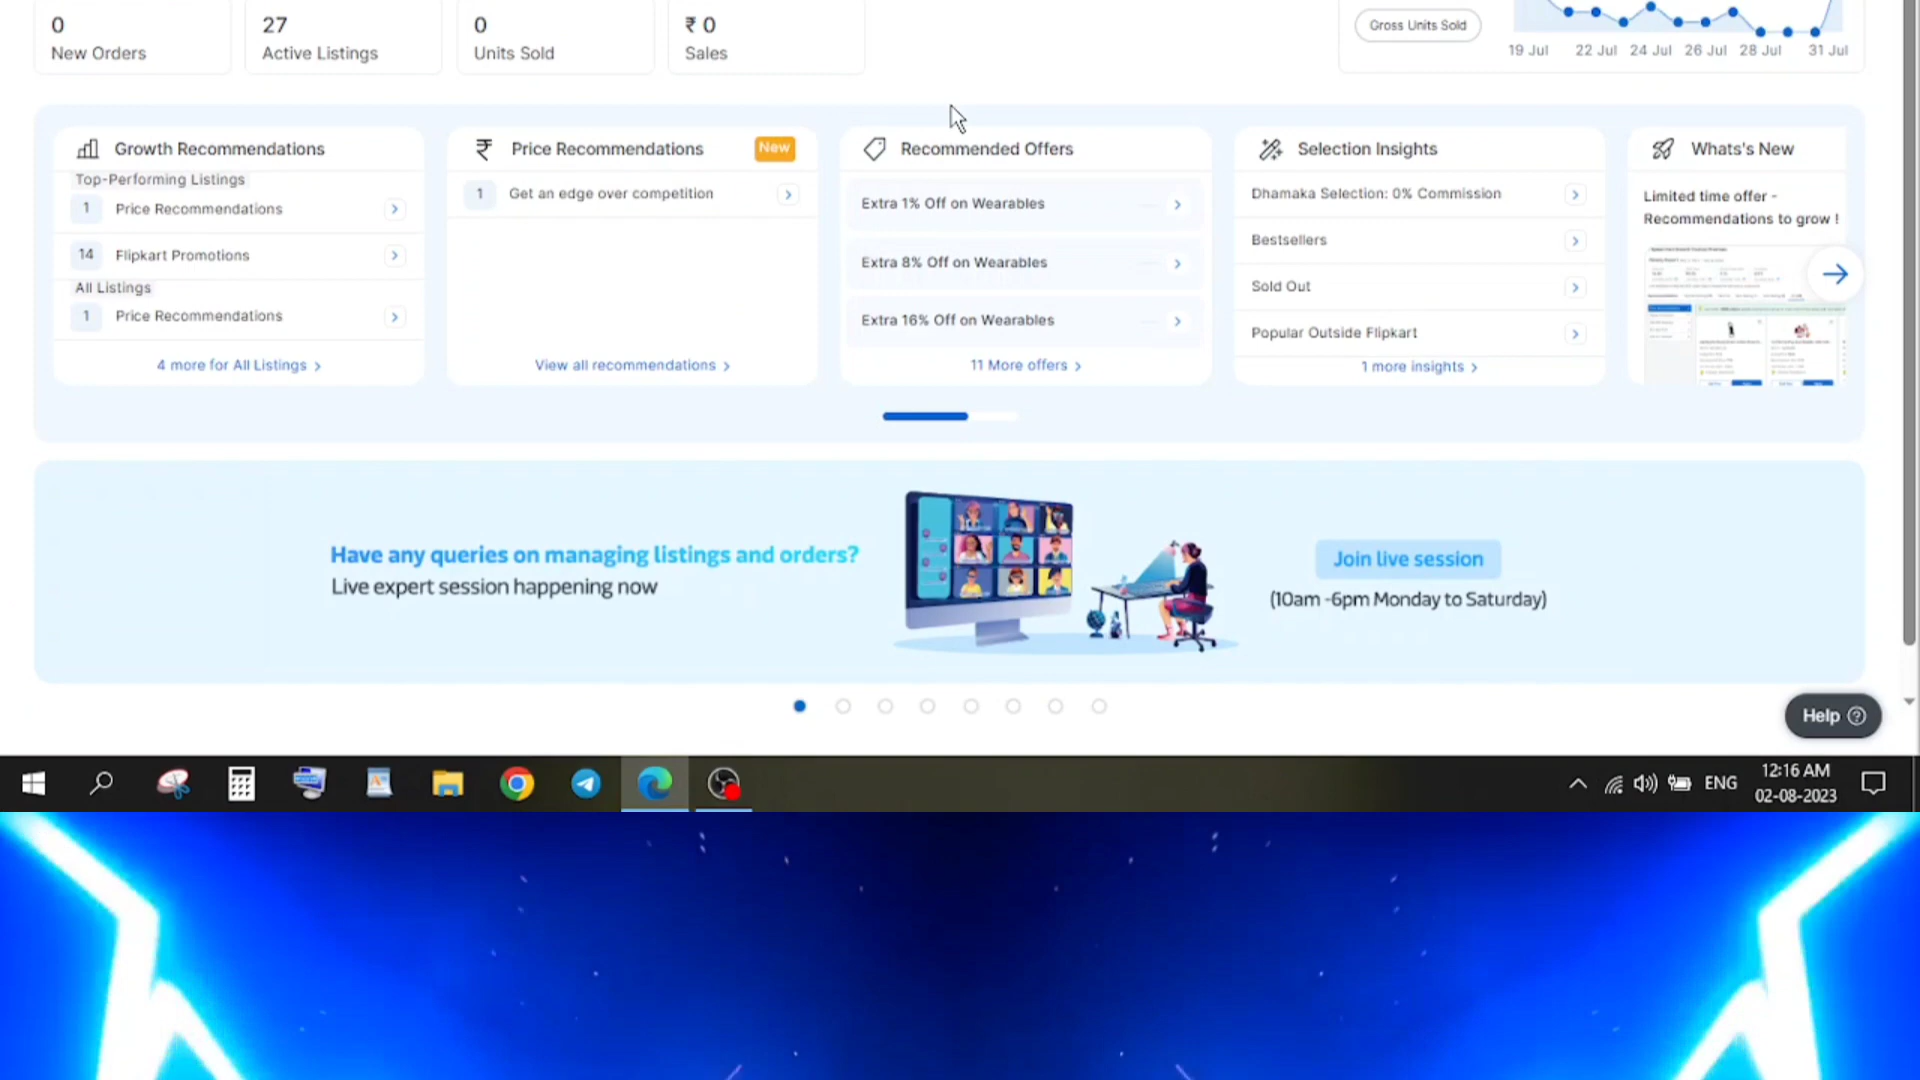 0
New Orders
27
Active Listings
0
Units Sold
₹ 0
Sales
Gross Units Sold
19 Jul 22 Jul 24 Jul 26 Jul 28 Jul 31 Jul
Growth Recommendations
Top-Performing Listings
1 Price Recommendations
14 Flipkart Promotions
All Listings
1 Price Recommendations
4 more for All Listings >
Price Recommendations New
1 Get an edge over competition
View all recommendations >
Recommended Offers
Extra 1% Off on Wearables
Extra 8% Off on Wearables
Extra 16% Off on Wearables
11 More offers >
Selection Insights
Dhamaka Selection: 0% Commission
Bestsellers
Sold Out
Popular Outside Flipkart
1 more insights >
Whats's New
Limited time offer -
Recommendations to grow !
Have any queries on managing listings and orders?
Live expert session happening now
Join live session
(10am -6pm Monday to Saturday)
Help
ENG
12:16 AM
02-08-2023